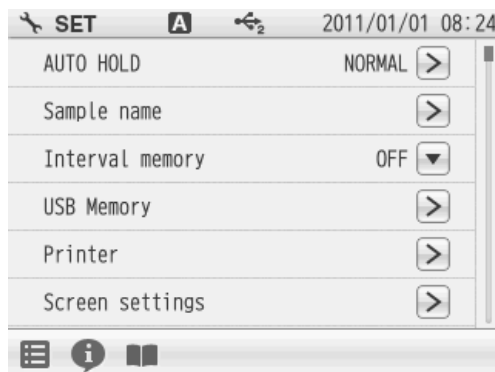 SET A 2 2011/01/01 08:24
AUTO HOLD NORMAL
Sample name
Interval memory OFF
USB Memory
Printer
Screen settings